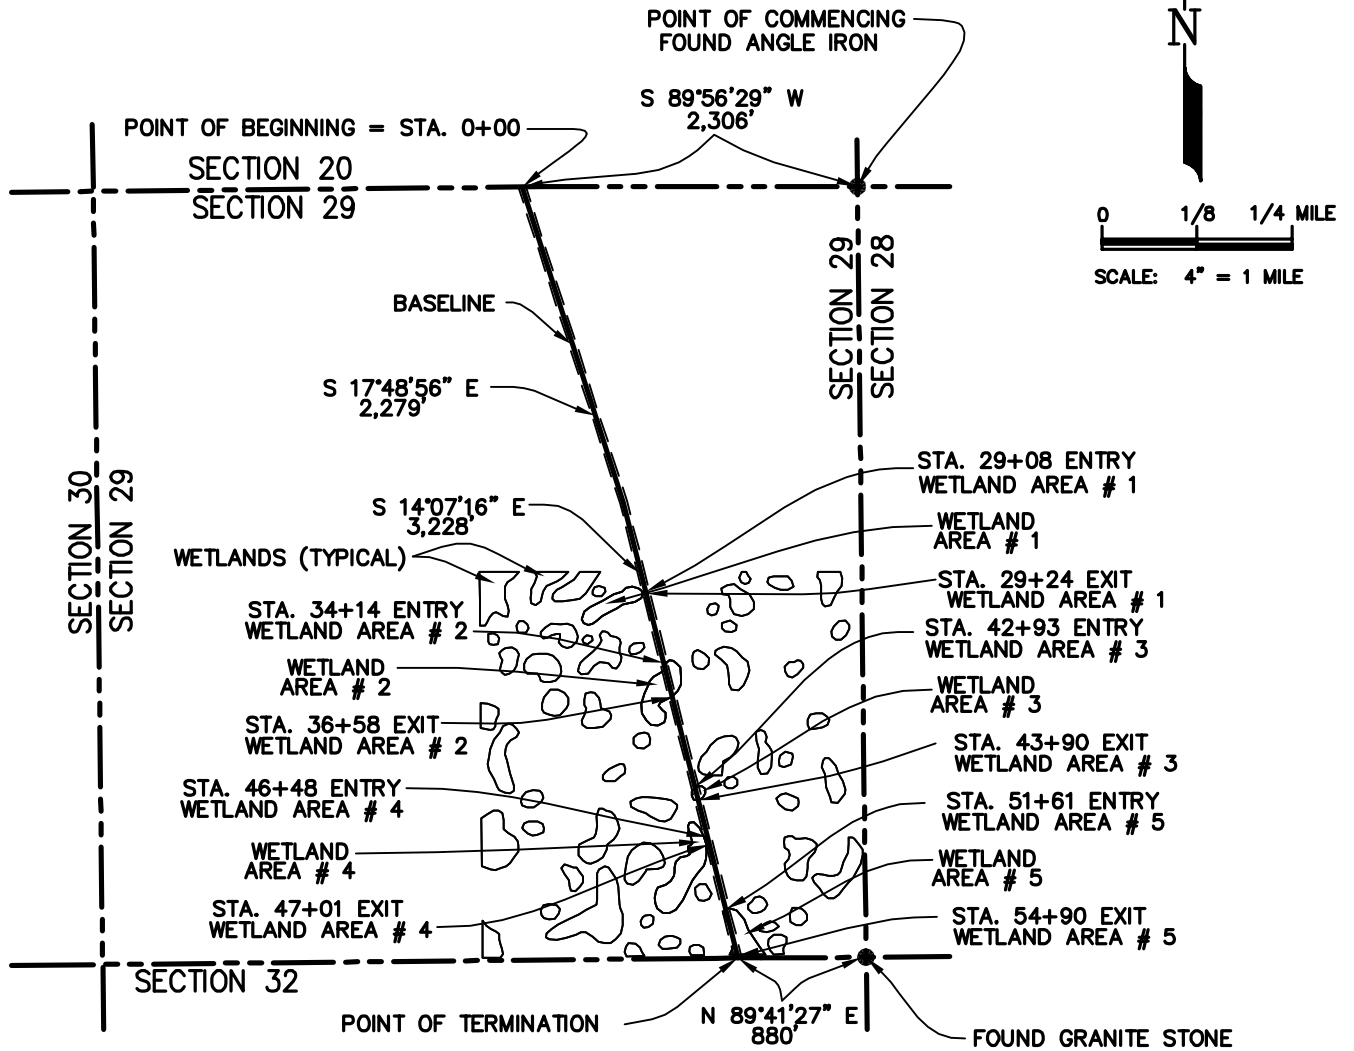 POINT OF COMMENCING
FOUND ANGLE IRON
N
S 89°56'29" W
2,306'
POINT OF BEGINNING = STA. 0+00
SECTION 20
SECTION 29
0 1/8 1/4 MILE
SCALE: 4" = 1 MILE
SECTION 29
SECTION 28
BASELINE
S 17°48'56" E
2,279'
SECTION 30
SECTION 29
S 14°07'16" E
3,228'
WETLANDS (TYPICAL)
STA. 29+08 ENTRY
WETLAND AREA # 1
WETLAND
AREA # 1
STA. 29+24 EXIT
WETLAND AREA # 1
STA. 34+14 ENTRY
WETLAND AREA # 2
STA. 42+93 ENTRY
WETLAND AREA # 3
WETLAND
AREA # 2
WETLAND
AREA # 3
STA. 36+58 EXIT
WETLAND AREA # 2
STA. 43+90 EXIT
WETLAND AREA # 3
STA. 46+48 ENTRY
WETLAND AREA # 4
STA. 51+61 ENTRY
WETLAND AREA # 5
WETLAND
AREA # 4
WETLAND
AREA # 5
STA. 47+01 EXIT
WETLAND AREA # 4
STA. 54+90 EXIT
WETLAND AREA # 5
SECTION 32
POINT OF TERMINATION
N 89°41'27" E
880'
FOUND GRANITE STONE